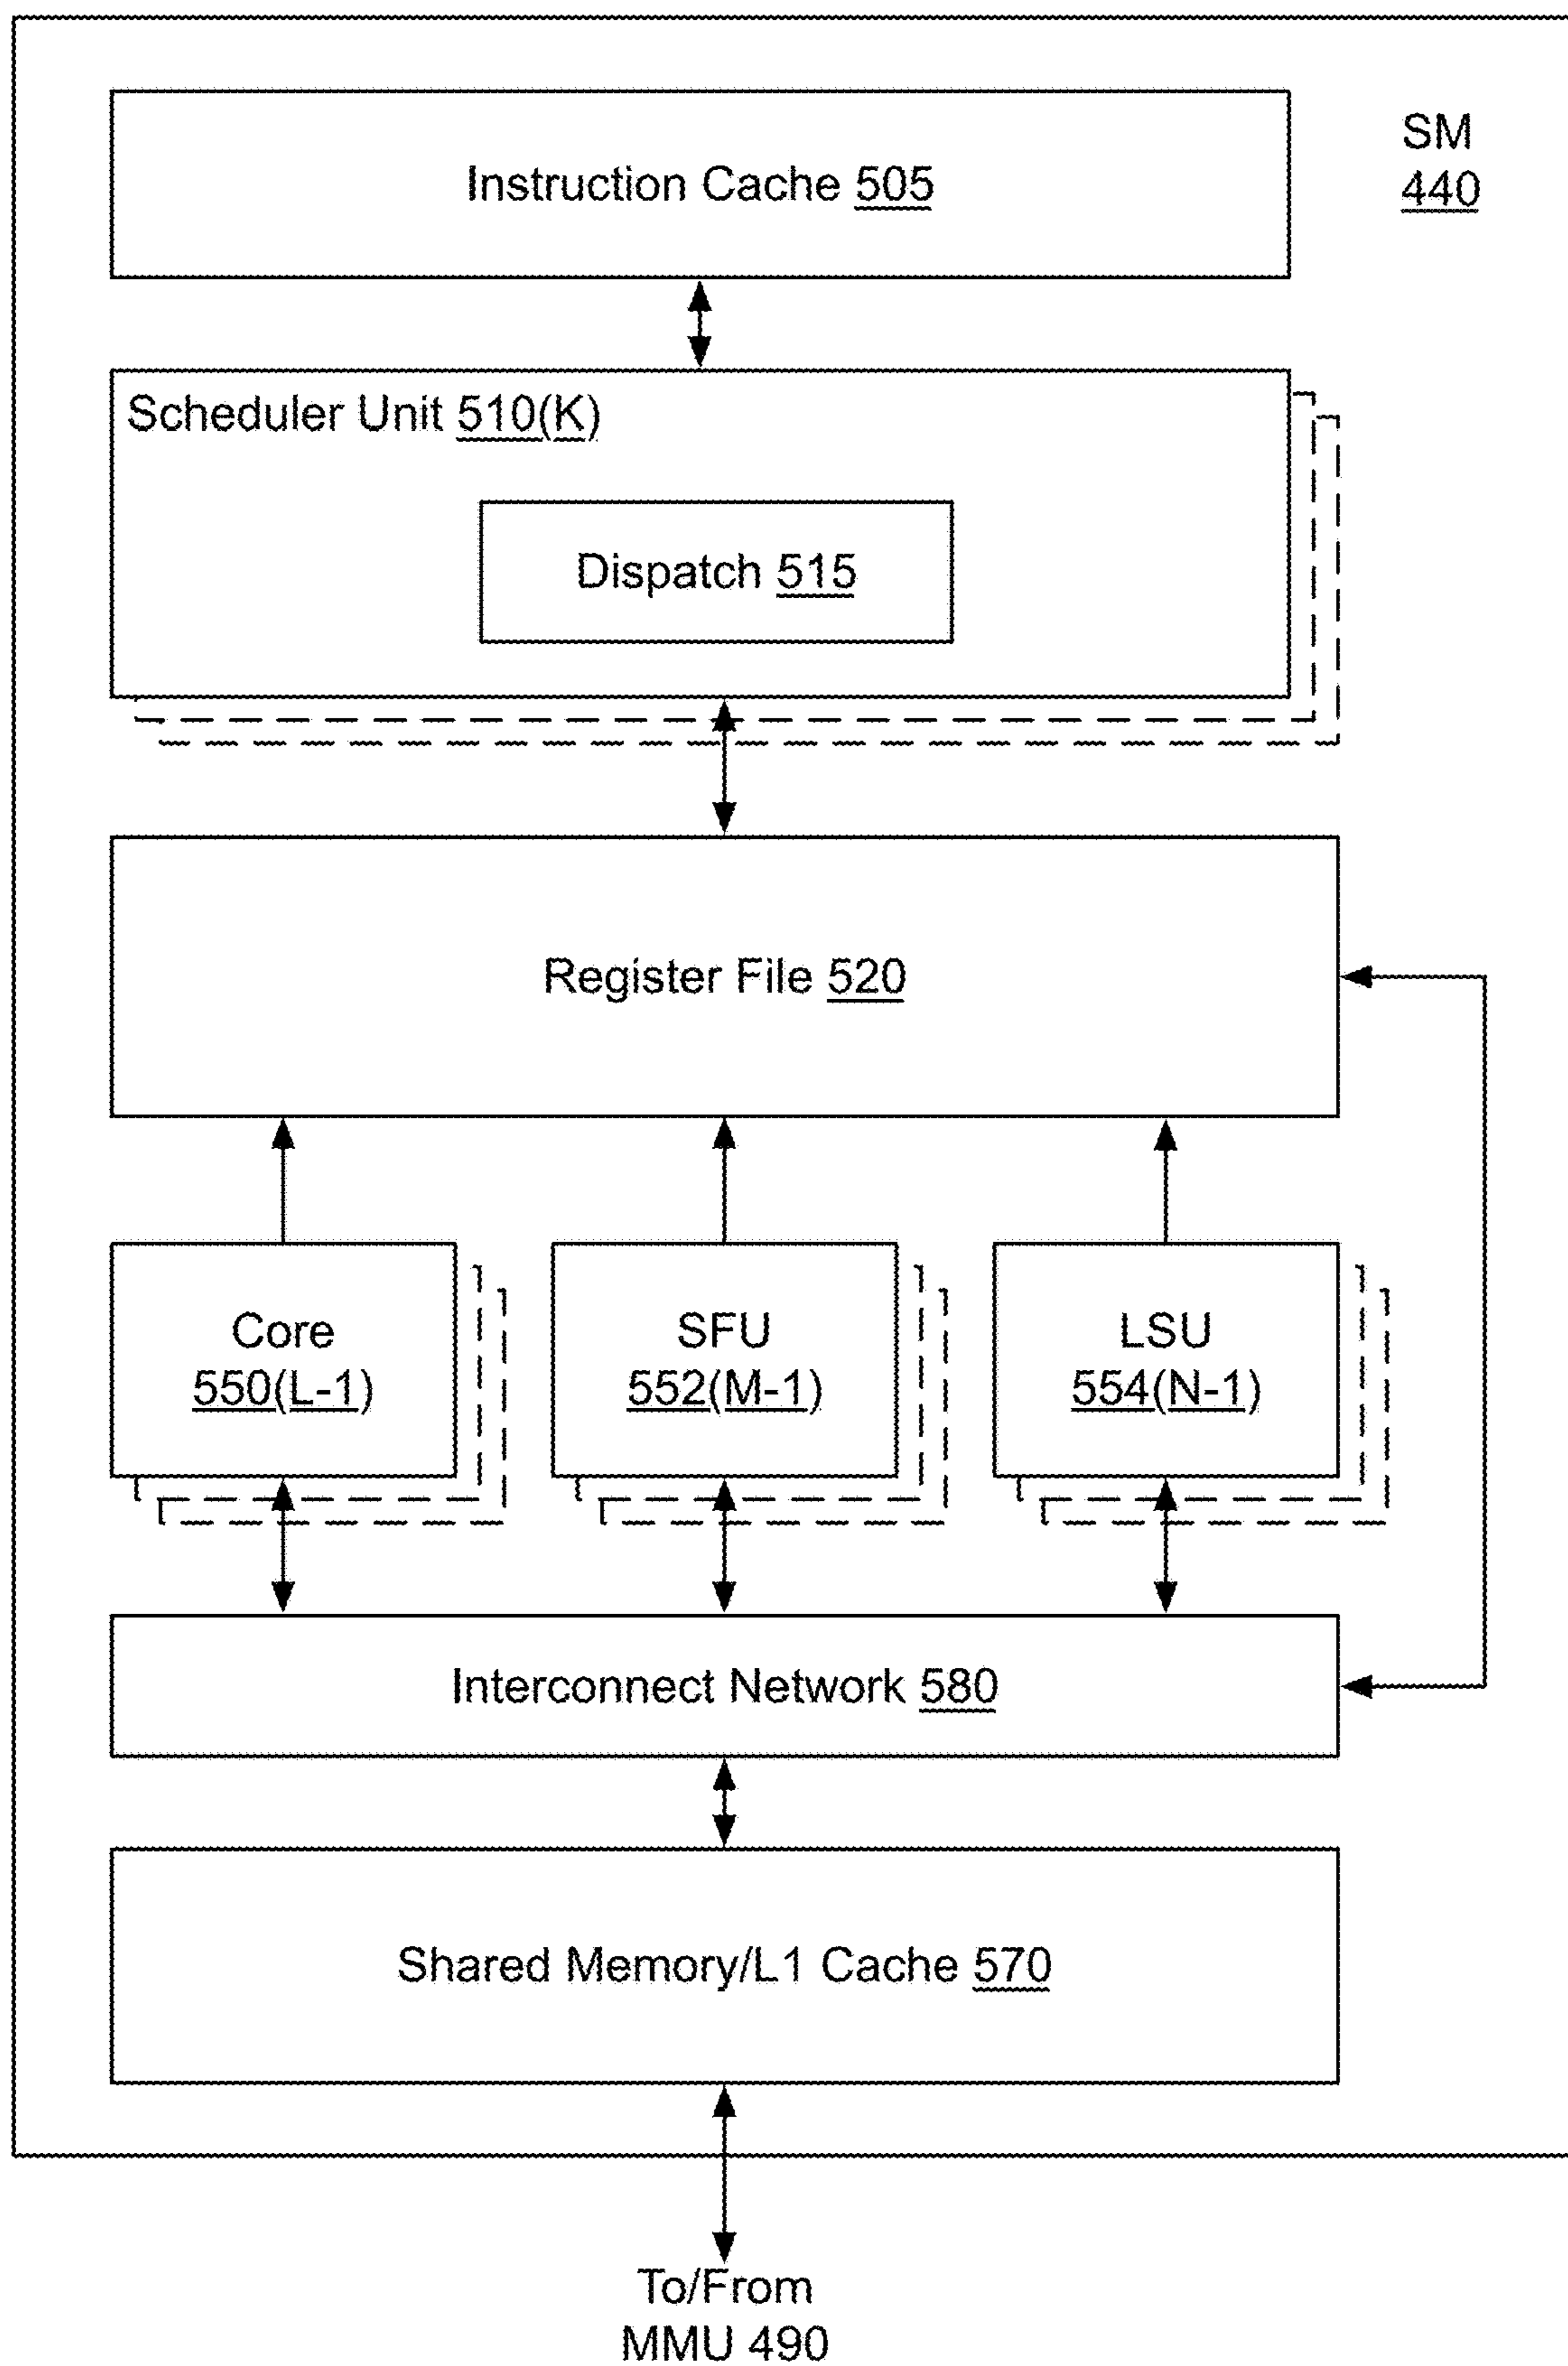 Instruction Cache 505
SM
440
Scheduler Unit 510(K)
Dispatch 515
Register File 520
Core
550(L-1)
SFU
552(M-1)
LSU
554(N-1)
Interconnect Network 580
Shared Memory/L1 Cache 570
To/From
MMU 490